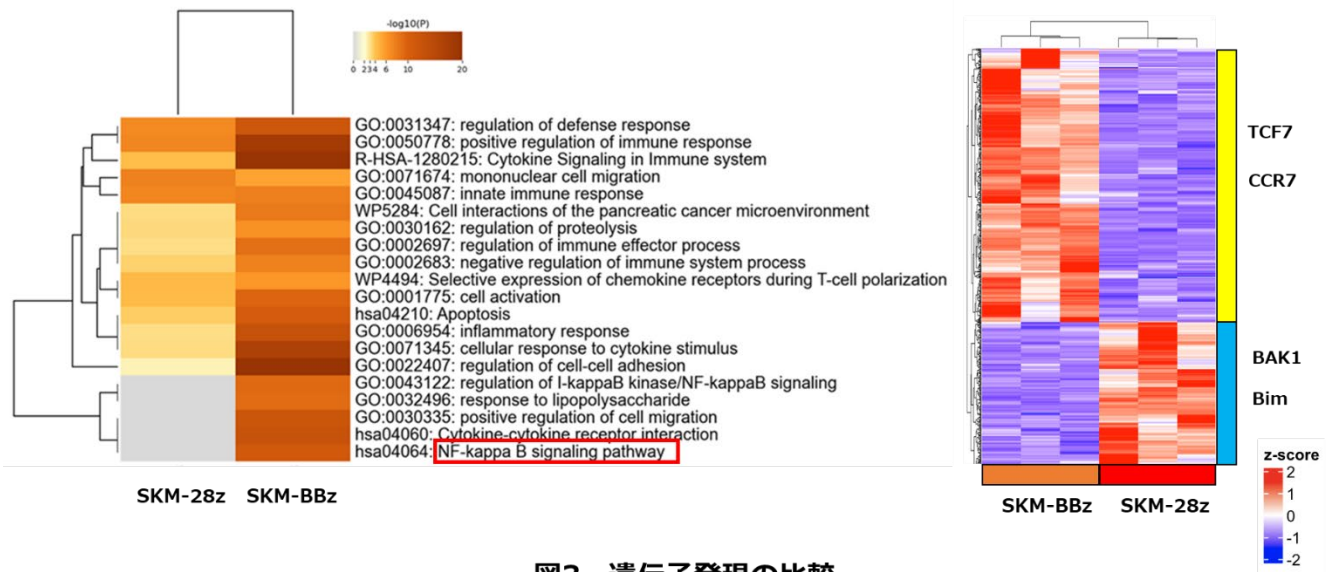 -log10(P)
0 2 3 4 6 10 20
GO:0031347: regulation of defense response
GO:0050778: positive regulation of immune response
R-HSA-1280215: Cytokine Signaling in Immune system
GO:0071674: mononuclear cell migration
GO:0045087: innate immune response
WP5284: Cell interactions of the pancreatic cancer microenvironment
GO:0030162: regulation of proteolysis
GO:0002697: regulation of immune effector process
GO:0002683: negative regulation of immune system process
WP4494: Selective expression of chemokine receptors during T-cell polarization
GO:0001775: cell activation
hsa04210: Apoptosis
GO:0006954: inflammatory response
GO:0071345: cellular response to cytokine stimulus
GO:0022407: regulation of cell-cell adhesion
GO:0043122: regulation of I-kappaB kinase/NF-kappaB signaling
GO:0032496: response to lipopolysaccharide
GO:0030335: positive regulation of cell migration
hsa04060: Cytokine-cytokine receptor interaction
hsa04064: NF-kappa B signaling pathway
SKM-28z SKM-BBz
TCF7
CCR7
BAK1
Bim
SKM-BBz SKM-28z
z-score
2
1
0
-1
-2